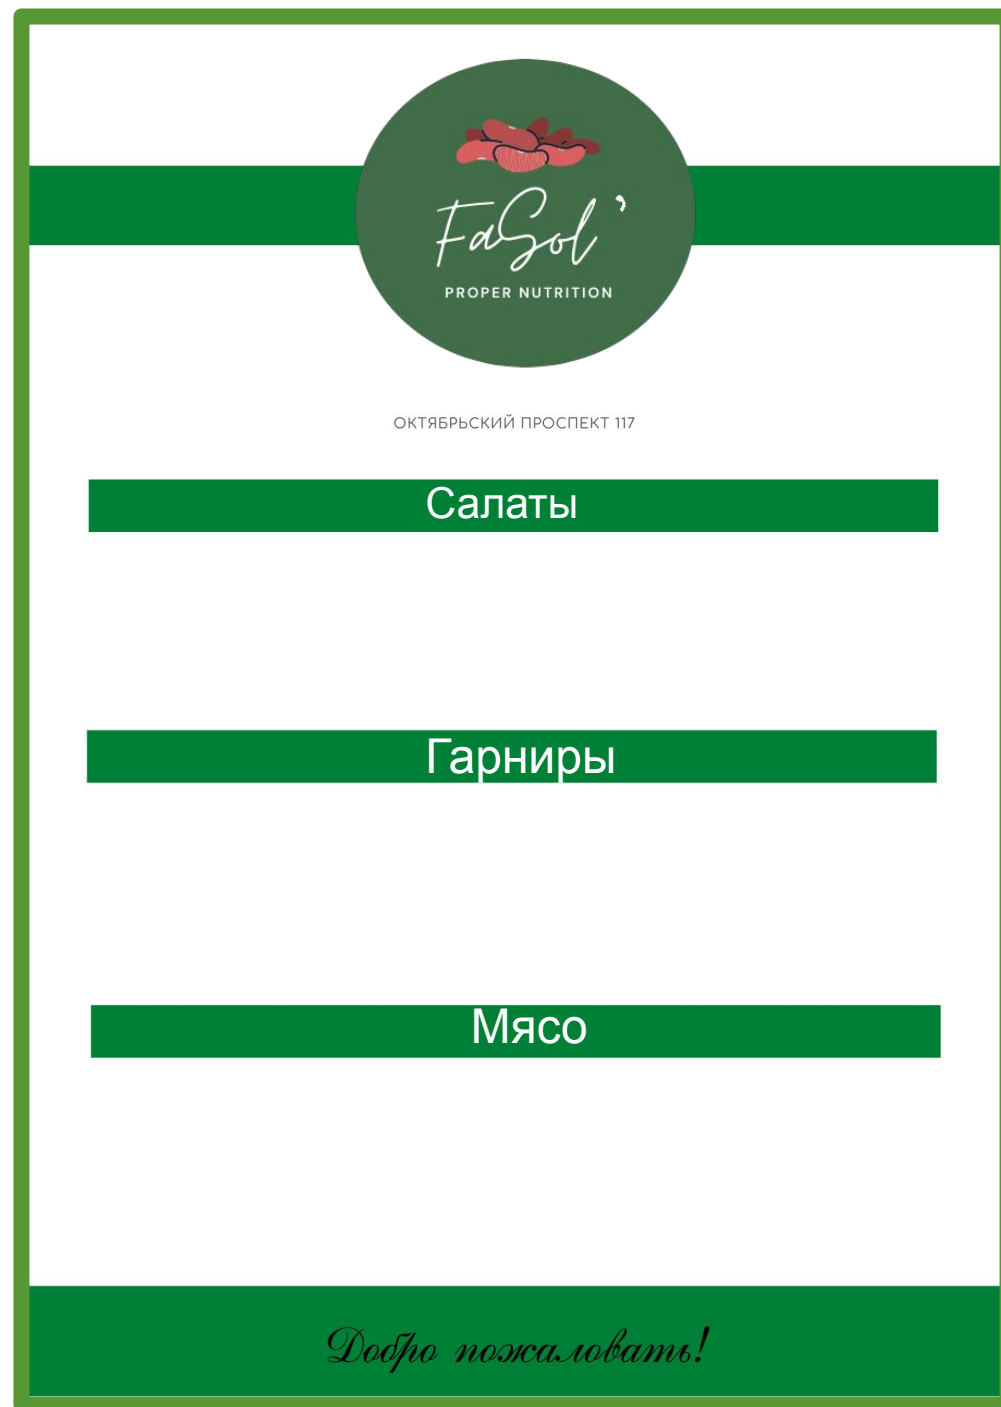 FaSol'
PROPER NUTRITION
ОКТЯБРЬСКИЙ ПРОСПЕКТ 117
Салаты
Гарниры
Мясо
Добро пожаловать!